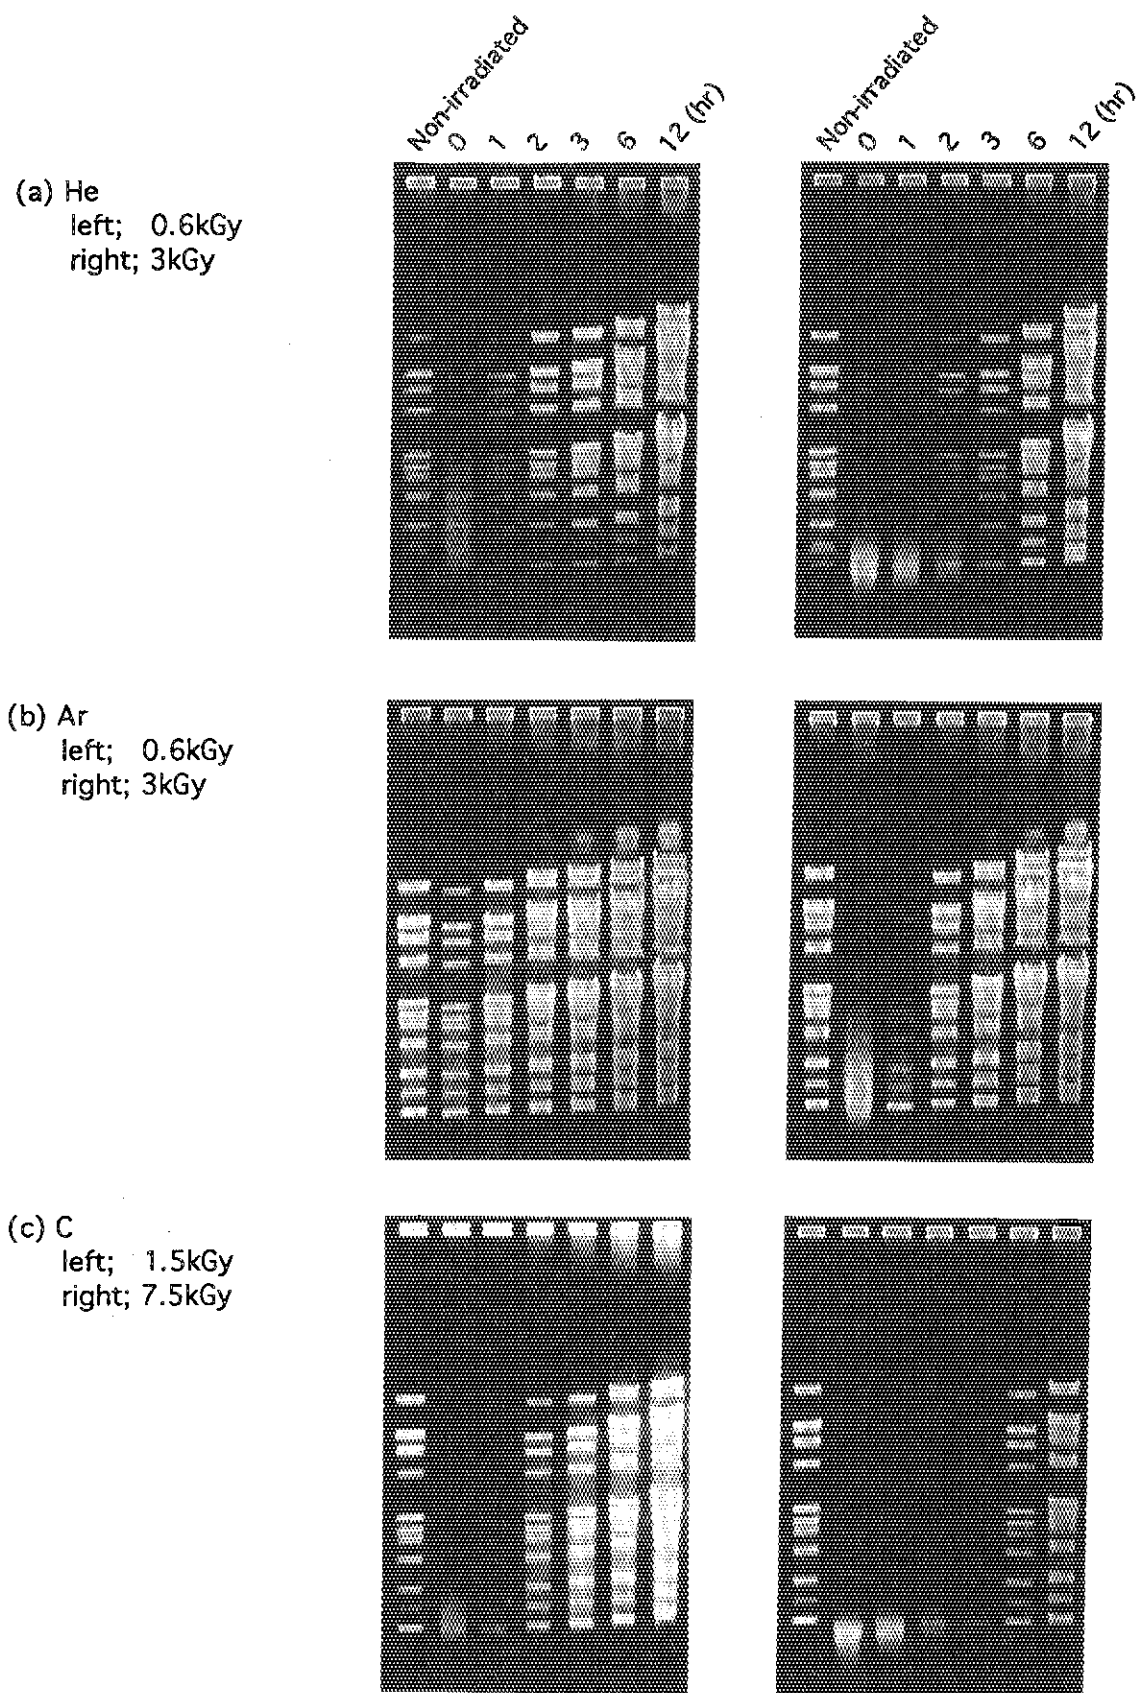 Non-irradiated 0 1 2 3 6 12 (hr)
Non-irradiated 0 1 2 3 6 12 (hr)
(a) He
left; 0.6kGy
right; 3kGy
(b) Ar
left; 0.6kGy
right; 3kGy
(c) C
left; 1.5kGy
right; 7.5kGy